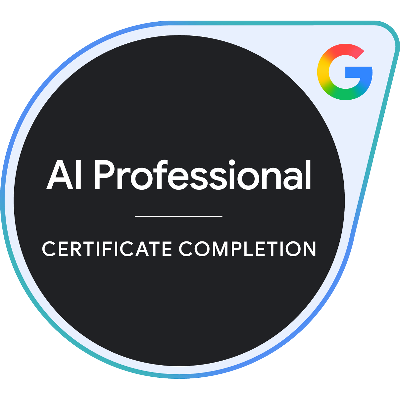 AI Professional
CERTIFICATE COMPLETION